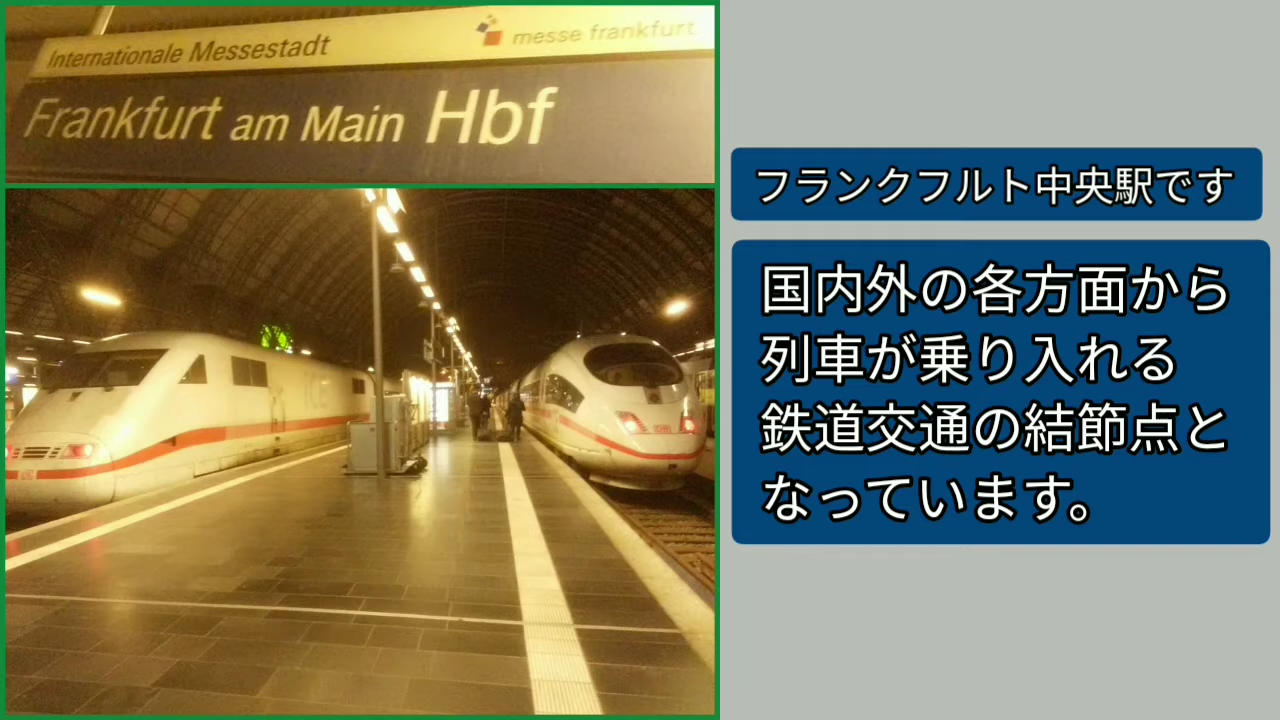 Internationale Messestadt
messe frankfurt
Frankfurt am Main Hbf
フランクフルト中央駅です
国内外の各方面から
列車が乗り入れる
鉄道交通の結節点と
なっています。